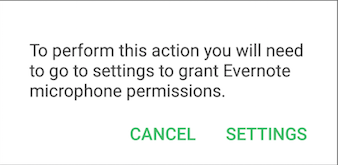 To perform this action you will need
to go to settings to grant Evernote
microphone permissions.
CANCEL SETTINGS